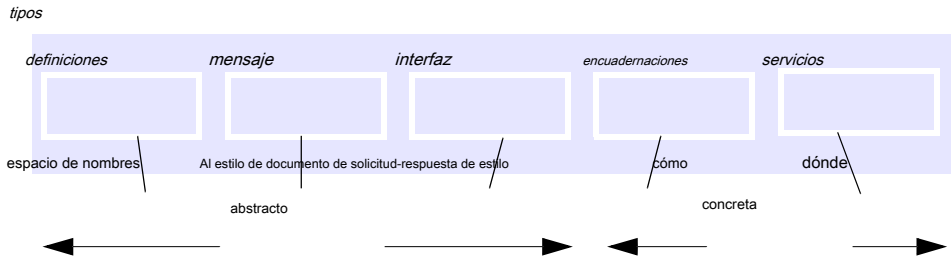 tipos
definiciones mensaje interfaz encuadernaciones servicios
espacio de nombres Al estilo de documento de solicitud-respuesta de estilo cómo dónde
abstracto concreta